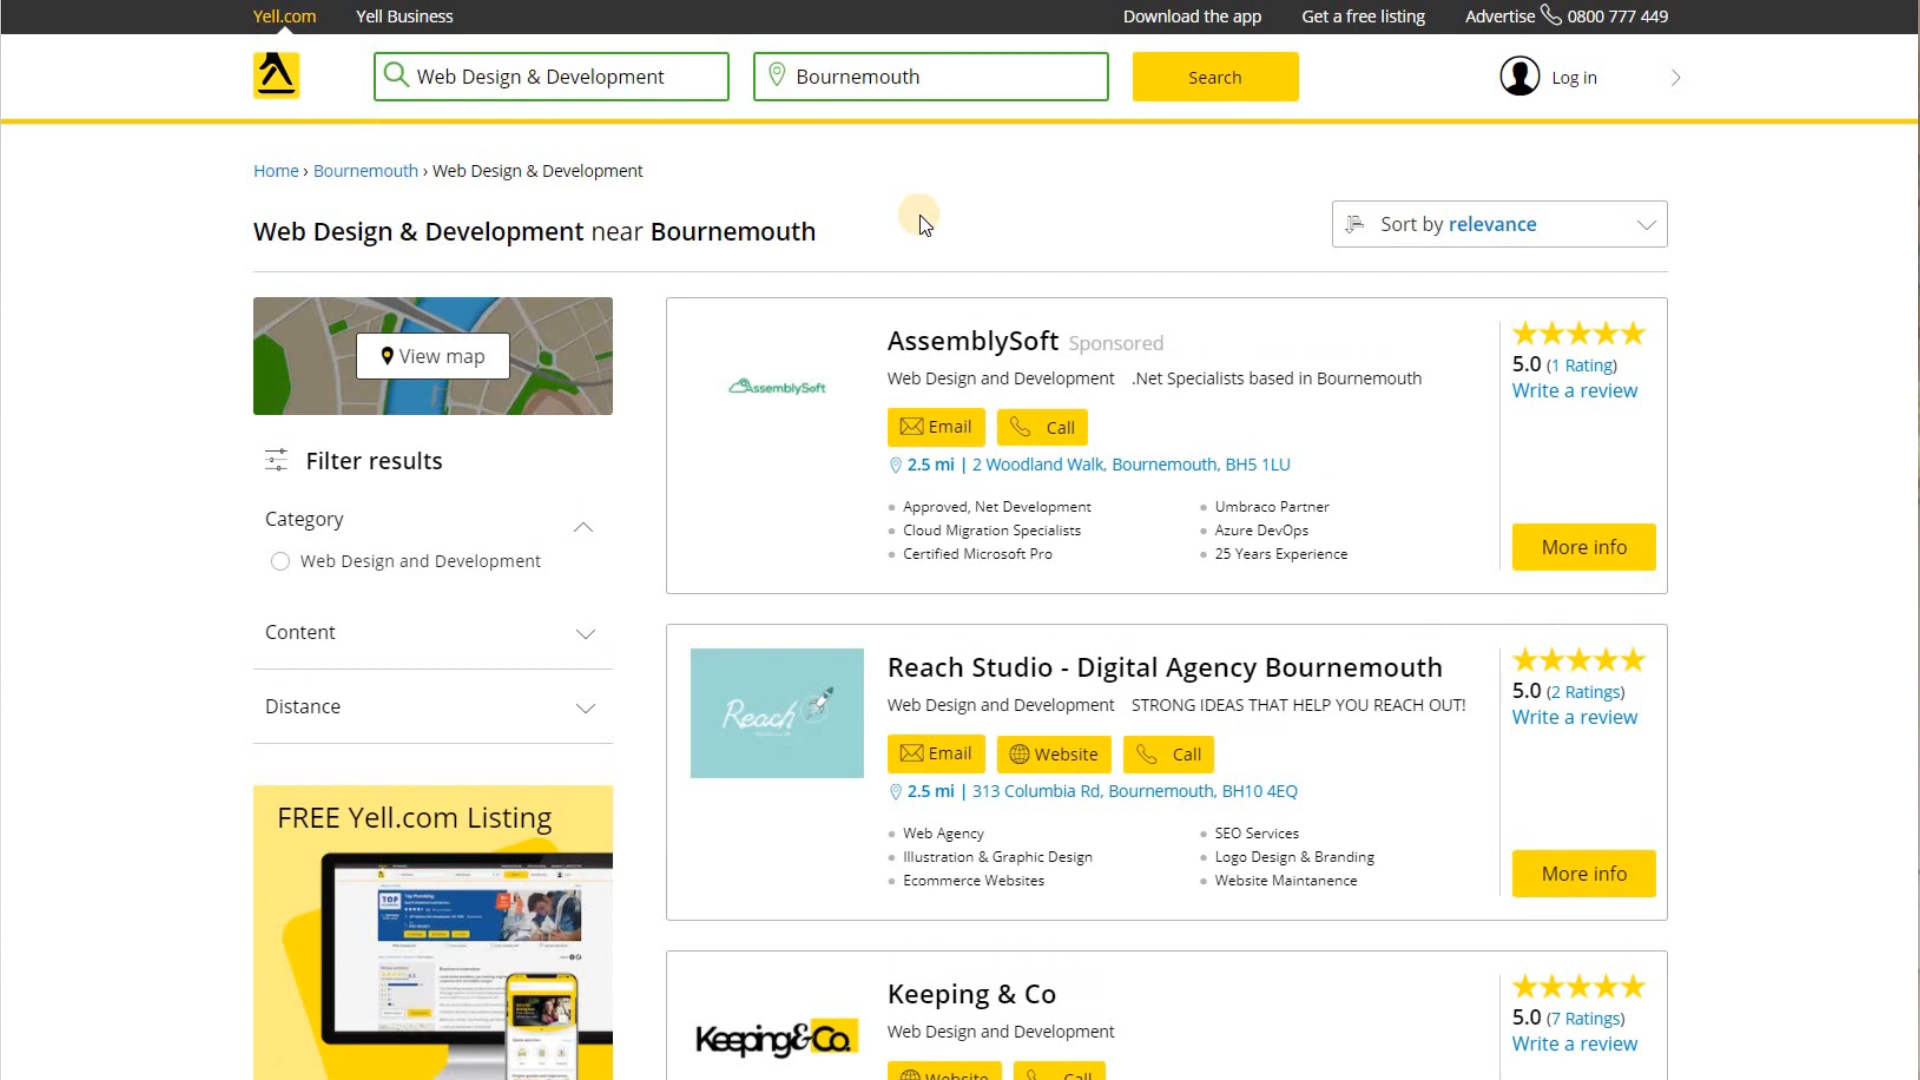 Yell.com Yell Business Download the app Get a free listing Advertise 0800 777 449
Web Design & Development Bournemouth Search Log in
Home › Bournemouth › Web Design & Development
Web Design & Development near Bournemouth
Sort by relevance
View map
Filter results
Category
Web Design and Development
Content
Distance
FREE Yell.com Listing
TOP
AssemblySoft
AssemblySoft Sponsored
Web Design and Development .Net Specialists based in Bournemouth
Email Call
2.5 mi | 2 Woodland Walk, Bournemouth, BH5 1LU
Approved, Net Development Umbraco Partner
Cloud Migration Specialists Azure DevOps
Certified Microsoft Pro 25 Years Experience
5.0 (1 Rating)
Write a review
More info
Reach
Reach Studio - Digital Agency Bournemouth
Web Design and Development STRONG IDEAS THAT HELP YOU REACH OUT!
Email Website Call
2.5 mi | 313 Columbia Rd, Bournemouth, BH10 4EQ
Web Agency SEO Services
Illustration & Graphic Design Logo Design & Branding
Ecommerce Websites Website Maintanence
5.0 (2 Ratings)
Write a review
More info
Keeping&Co.
Keeping & Co
Web Design and Development
Website Call
5.0 (7 Ratings)
Write a review